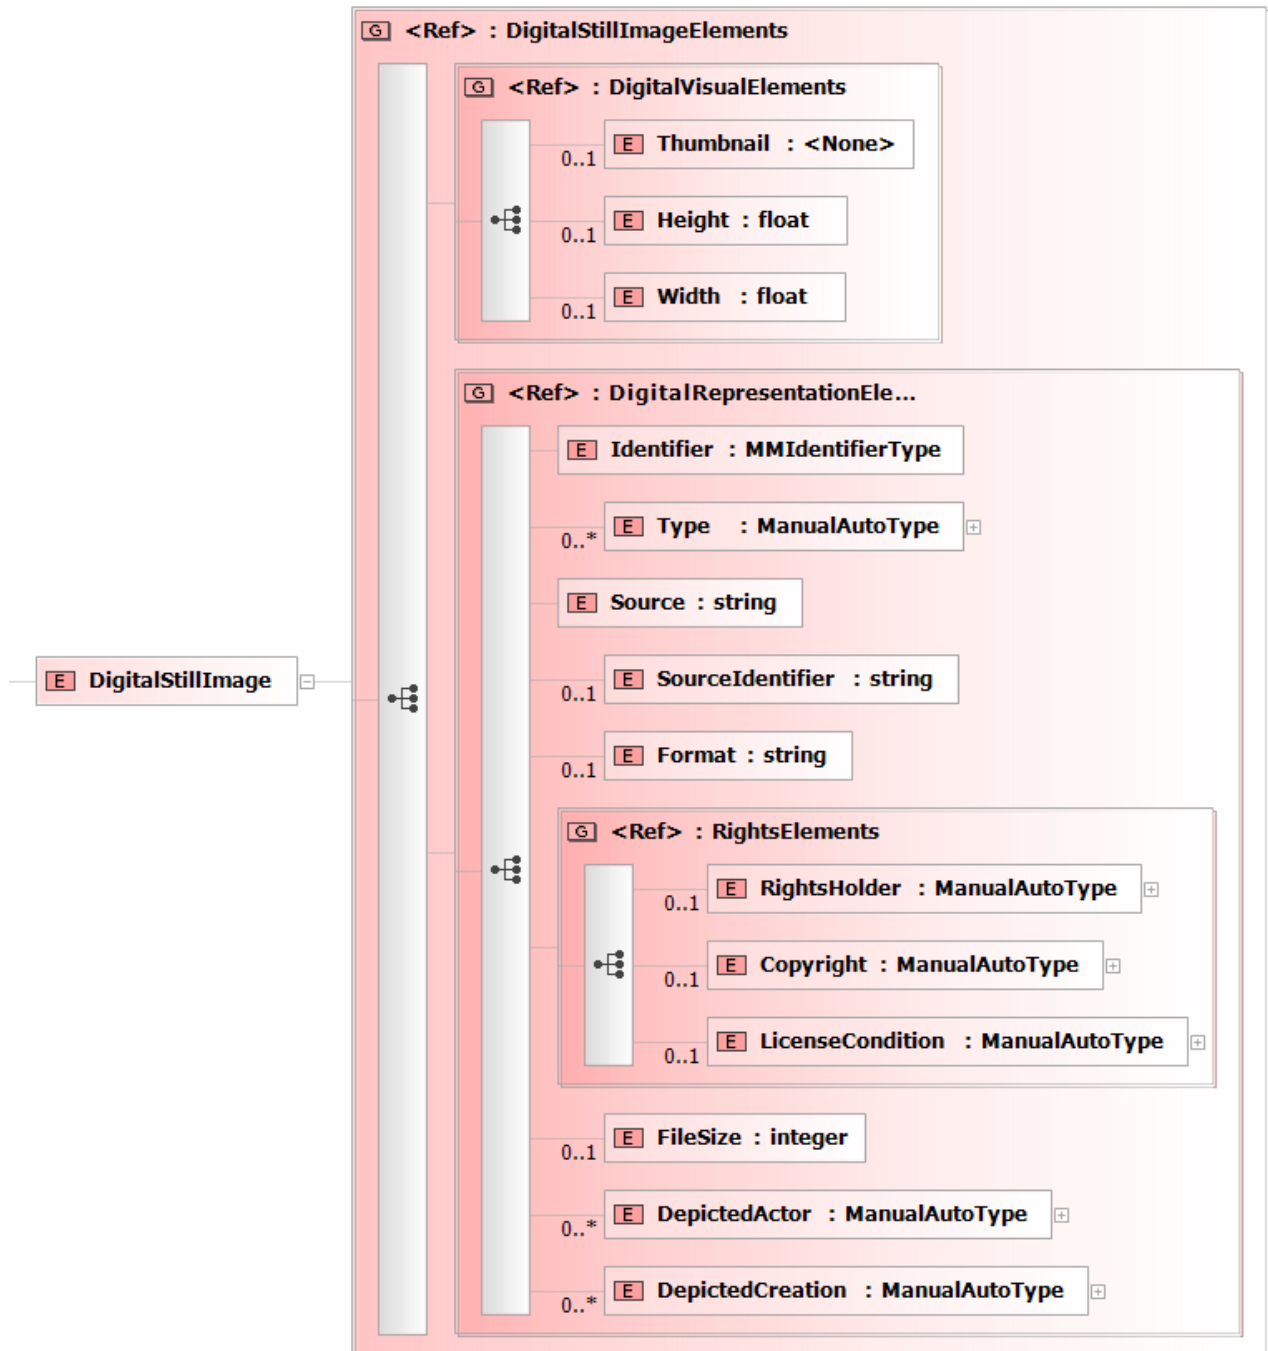 G <Ref> : DigitalStillImageElements
G <Ref> : DigitalVisualElements
E Thumbnail : <None>
0..1
E Height : float
0..1
E Width : float
0..1
G <Ref> : DigitalRepresentationEle...
E Identifier : MMIdentifierType
E Type : ManualAutoType
0..*
E Source : string
E DigitalStillImage
E SourceIdentifier : string
0..1
E Format : string
0..1
G <Ref> : RightsElements
E RightsHolder : ManualAutoType
0..1
E Copyright : ManualAutoType
0..1
E LicenseCondition : ManualAutoType
0..1
E FileSize : integer
0..1
E DepictedActor : ManualAutoType
0..*
E DepictedCreation : ManualAutoType
0..*